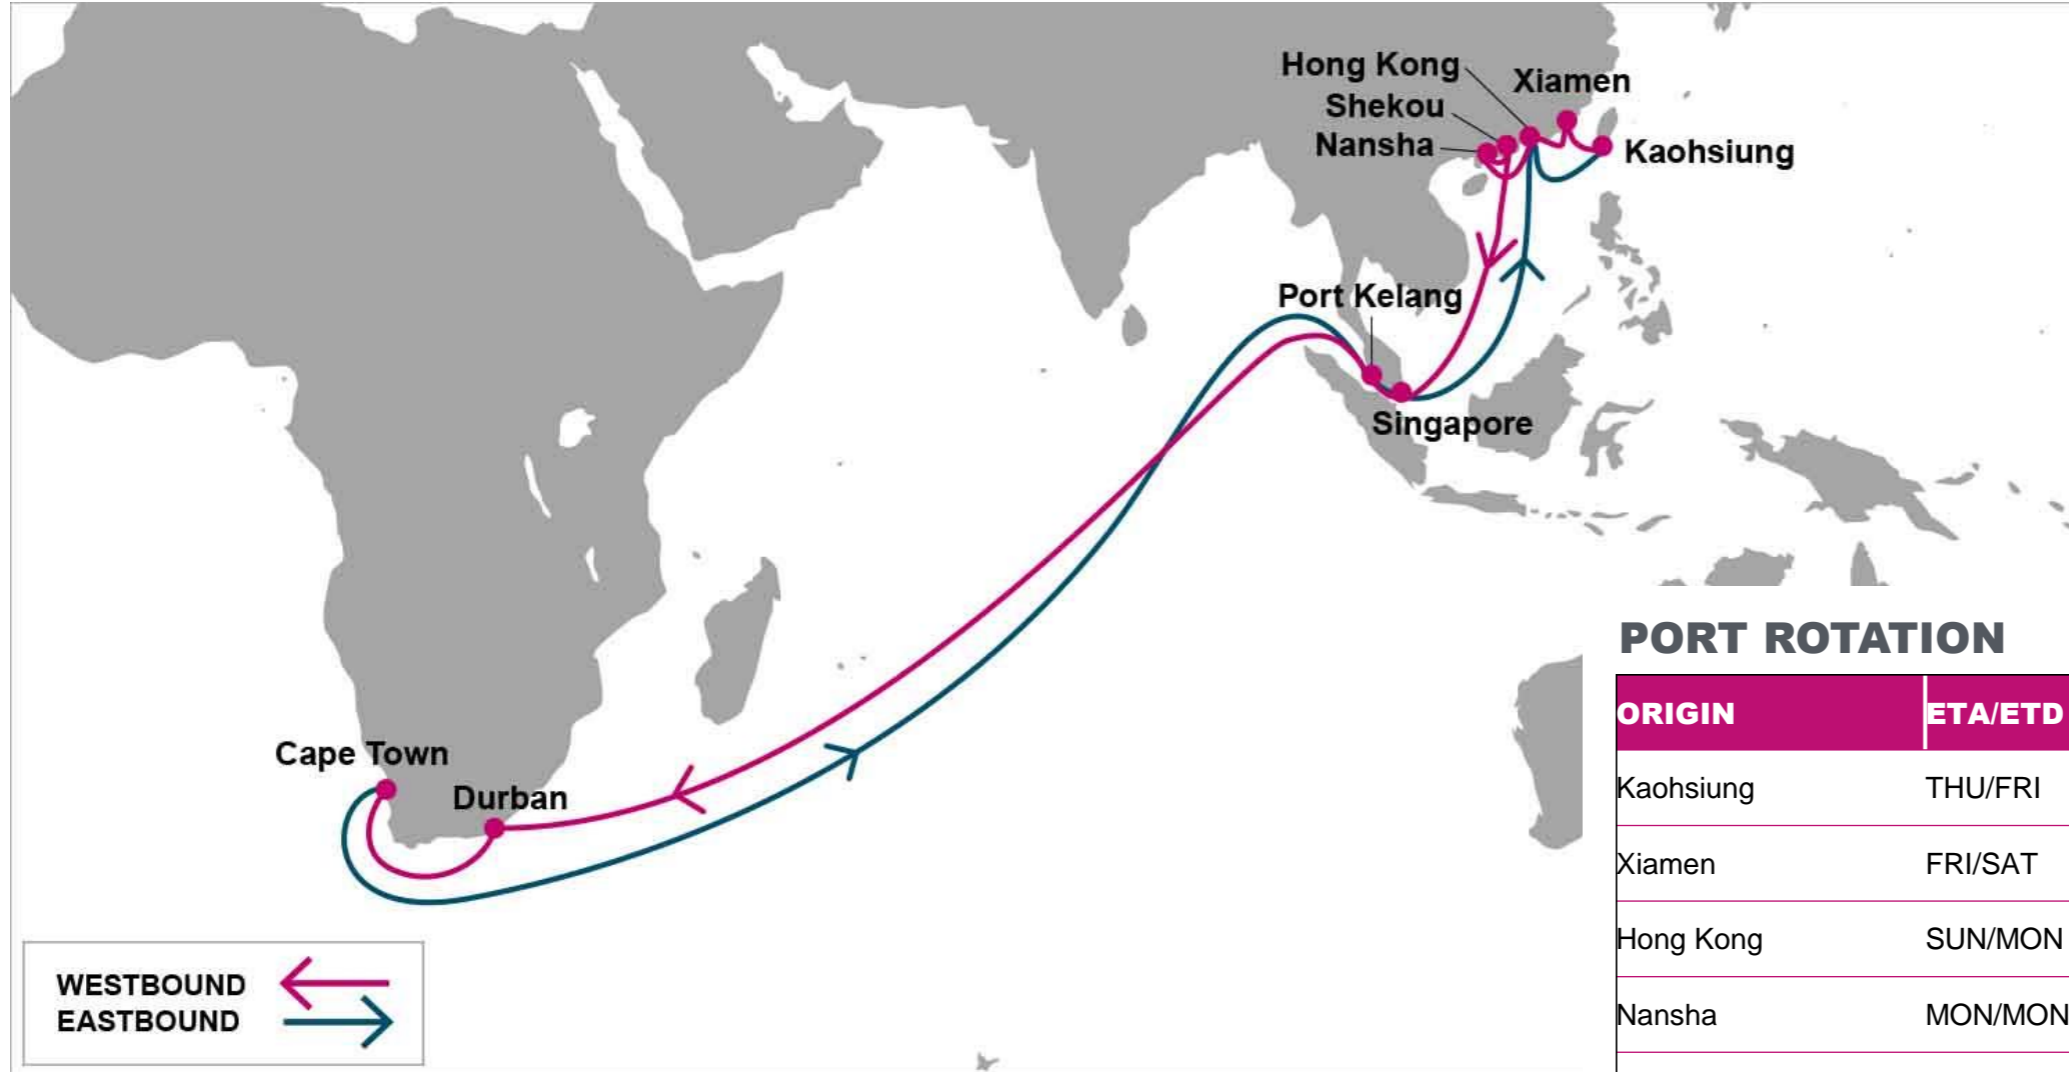 Hong Kong
Xiamen
Shekou
Nansha
Kaohsiung
Port Kelang
Singapore
Cape Town
Durban
WESTBOUND
EASTBOUND
PORT ROTATION
ORIGIN ETA/ETD
Kaohsiung THU/FRI
Xiamen FRI/SAT
Hong Kong SUN/MON
Nansha MON/MON